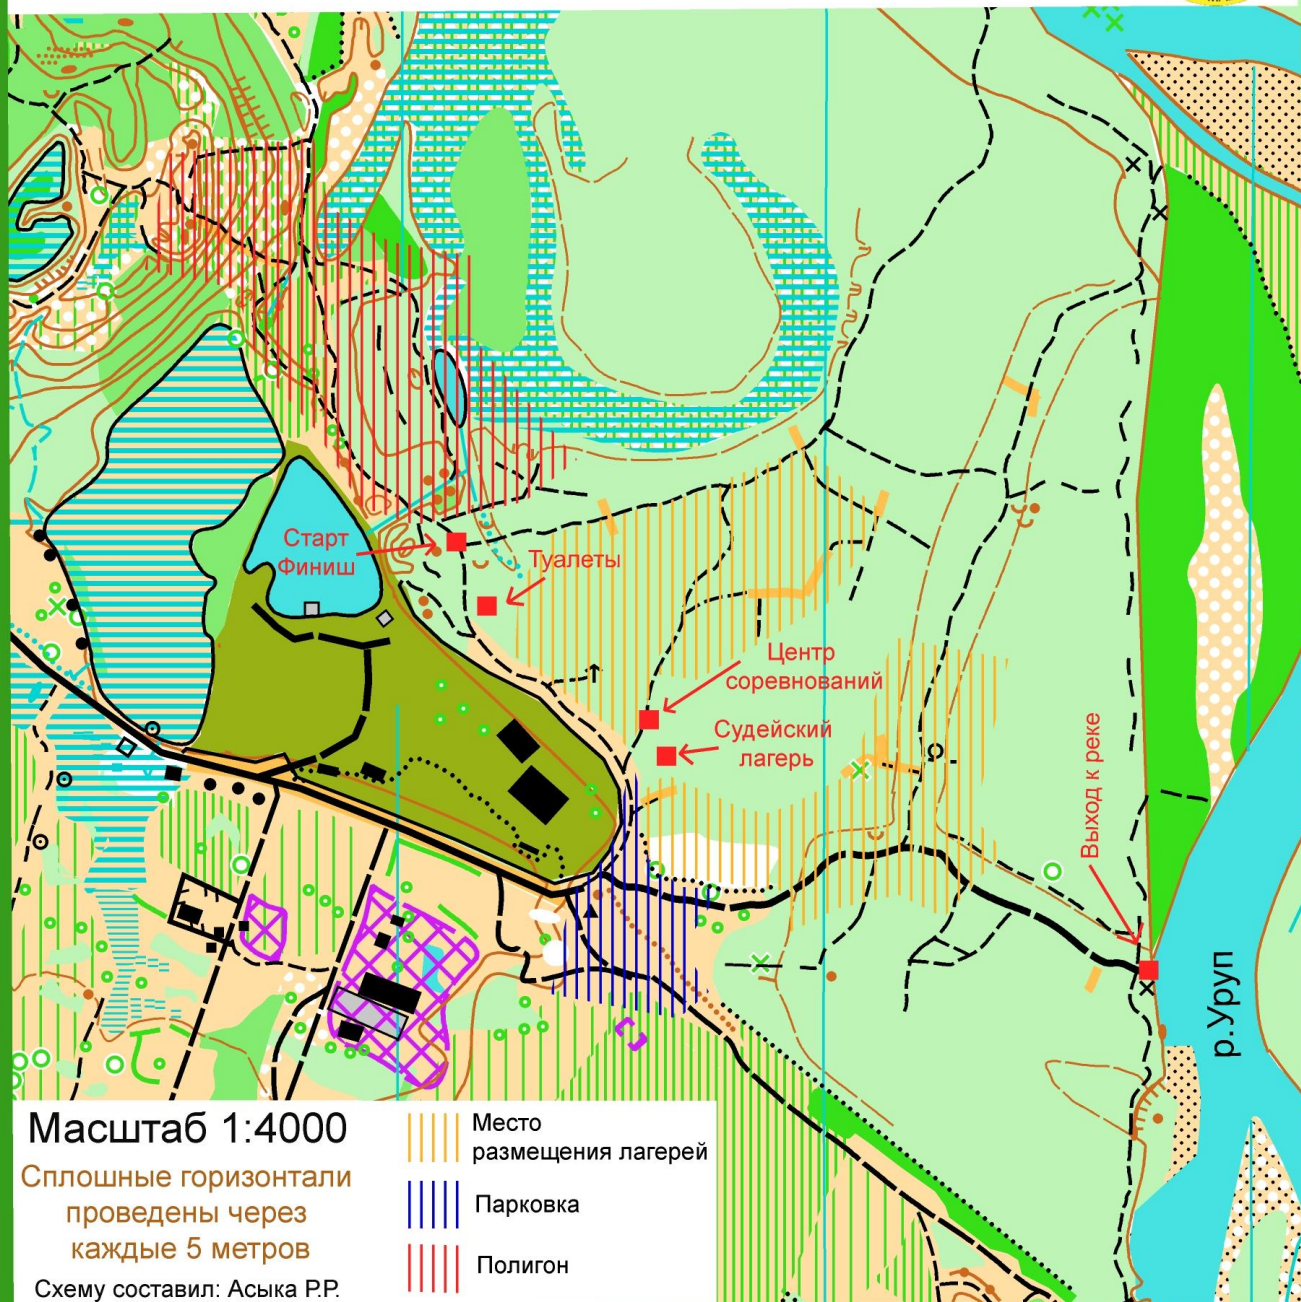 Старт
Финиш
Туалеты
Центр
соревнований
Судейский
лагерь
Выход к реке
р.Уруп
Масштаб 1:4000
Сплошные горизонтали
проведены через
каждые 5 метров
Схему составил: Асыка Р.Р.
Место
размещения лагерей
Парковка
Полигон